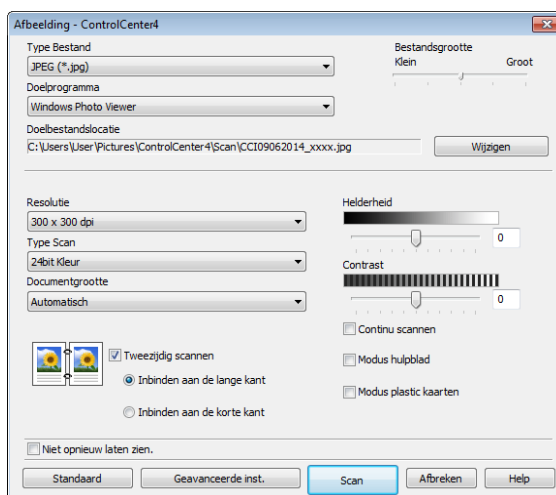 Afbeelding - ControlCenter4
Type Bestand
JPEG (*.jpg)
Bestandsgrootte
Klein Groot
Doelprogramma
Windows Photo Viewer
Doelbestandslocatie
C:\Users\User\Pictures\ControlCenter4\Scan\CCI09062014_xxxx.jpg
Wijzigen
Resolutie
300 x 300 dpi
Type Scan
24bit Kleur
Documentgrootte
Automatisch
Helderheid
0
Contrast
0
Continu scannen
Modus hulpblad
Modus plastic kaarten
Tweezijdig scannen
Inbinden aan de lange kant
Inbinden aan de korte kant
Niet opnieuw laten zien.
Standaard Geavanceerde inst. Scan Afbreken Help